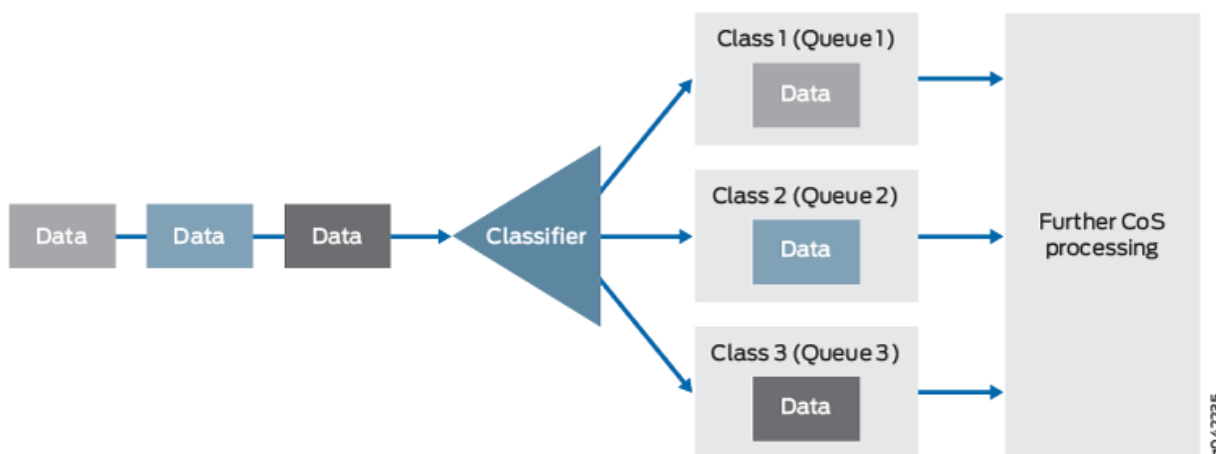 Data
Data
Data
Classifier
Class 1 (Queue 1)
Data
Class 2 (Queue 2)
Data
Class 3 (Queue 3)
Data
Further CoS
processing